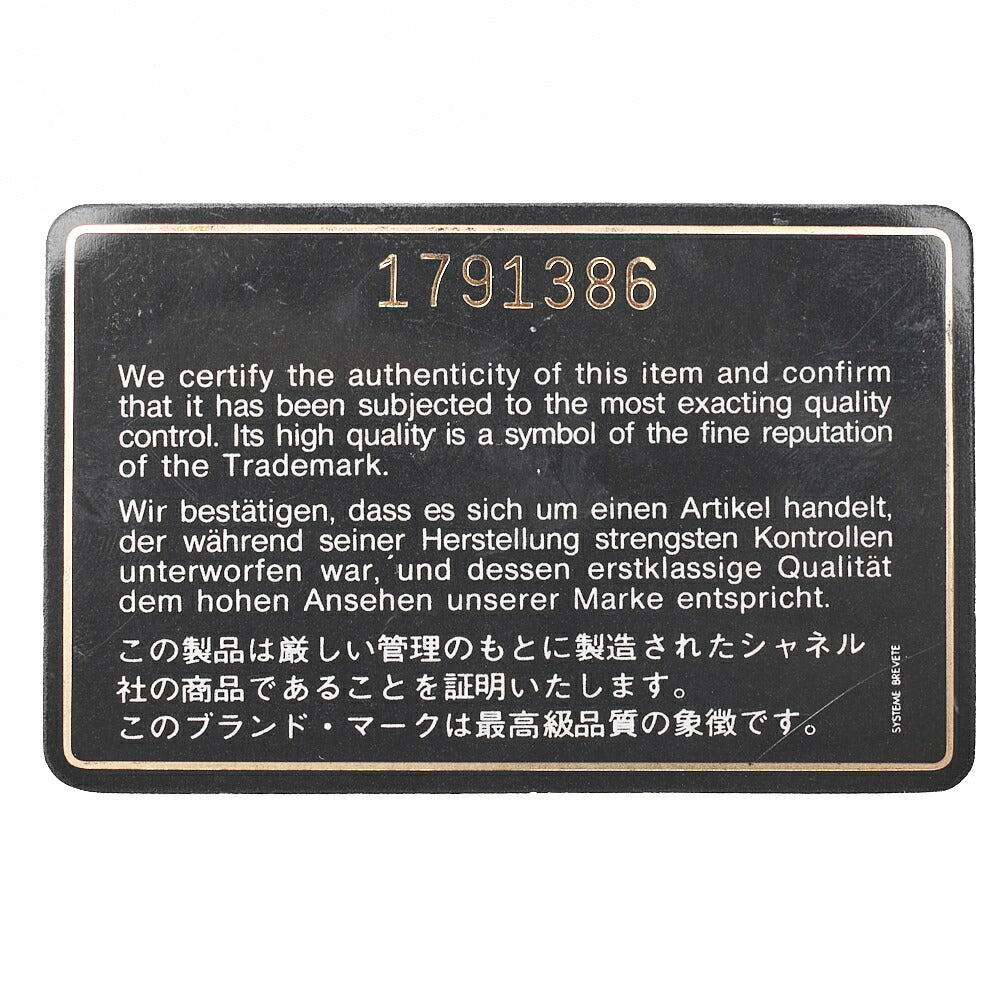 1791386
We certify the authenticity of this item and confirm
that it has been subjected to the most exacting quality
control. Its high quality is a symbol of the fine reputation
of the Trademark.
Wir bestätigen, dass es sich um einen Artikel handelt,
der während seiner Herstellung strengsten Kontrollen
unterworfen war, und dessen erstklassige Qualität
dem hohen Ansehen unserer Marke entspricht.
この製品は厳しい管理のもとに製造されたシャネル
社の商品であることを証明いたします。
このブランド・マークは最高級品質の象徴です。
SYSTEME BREVETE